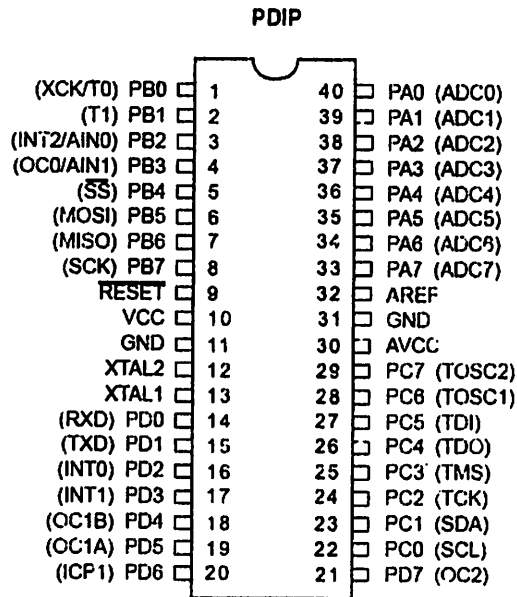 PDIP
(XCK/T0) PB0 1 40 PA0 (ADC0)
(T1) PB1 2 39 PA1 (ADC1)
(INT2/AIN0) PB2 3 38 PA2 (ADC2)
(OC0/AIN1) PB3 4 37 PA3 (ADC3)
(SS) PB4 5 36 PA4 (ADC4)
(MOSI) PB5 6 35 PA5 (ADC5)
(MISO) PB6 7 34 PA6 (ADC6)
(SCK) PB7 8 33 PA7 (ADC7)
RESET 9 32 AREF
VCC 10 31 GND
GND 11 30 AVCC
XTAL2 12 29 PC7 (TOSC2)
XTAL1 13 28 PC6 (TOSC1)
(RXD) PD0 14 27 PC5 (TDI)
(TXD) PD1 15 26 PC4 (TDO)
(INT0) PD2 16 25 PC3 (TMS)
(INT1) PD3 17 24 PC2 (TCK)
(OC1B) PD4 18 23 PC1 (SDA)
(OC1A) PD5 19 22 PC0 (SCL)
(ICP1) PD6 20 21 PD7 (OC2)